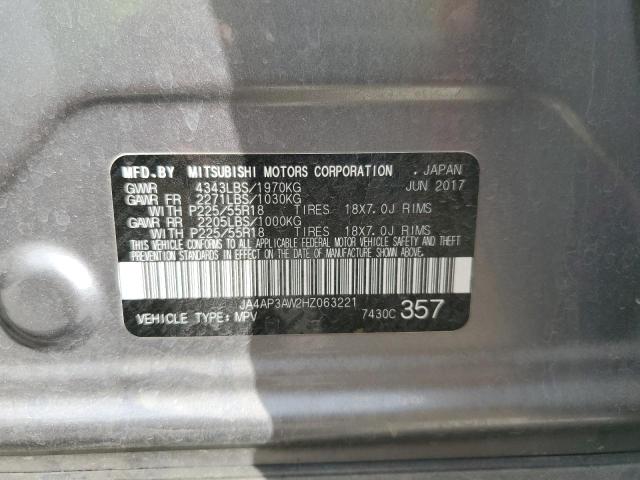 MFD.BY MITSUBISHI MOTORS CORPORATION . JAPAN
GVWR 4343LBS/1970KG JUN 2017
GAWR FR 2271LBS/1030KG
WITH P225/55R18 TIRES 18X7.0J RIMS
GAWR RR 2205LBS/1000KG
WITH P225/55R18 TIRES 18X7.0J RIMS
THIS VEHICLE CONFORMS TO ALL APPLICABLE FEDERAL MOTOR VEHICLE SAFETY AND THEFT
PREVENTION STANDARDS IN EFFECT ON THE DATE OF MANUFACTURE SHOWN ABOVE.
JA4AP3AW2HZ063221
VEHICLE TYPE: MPV 7430C 357